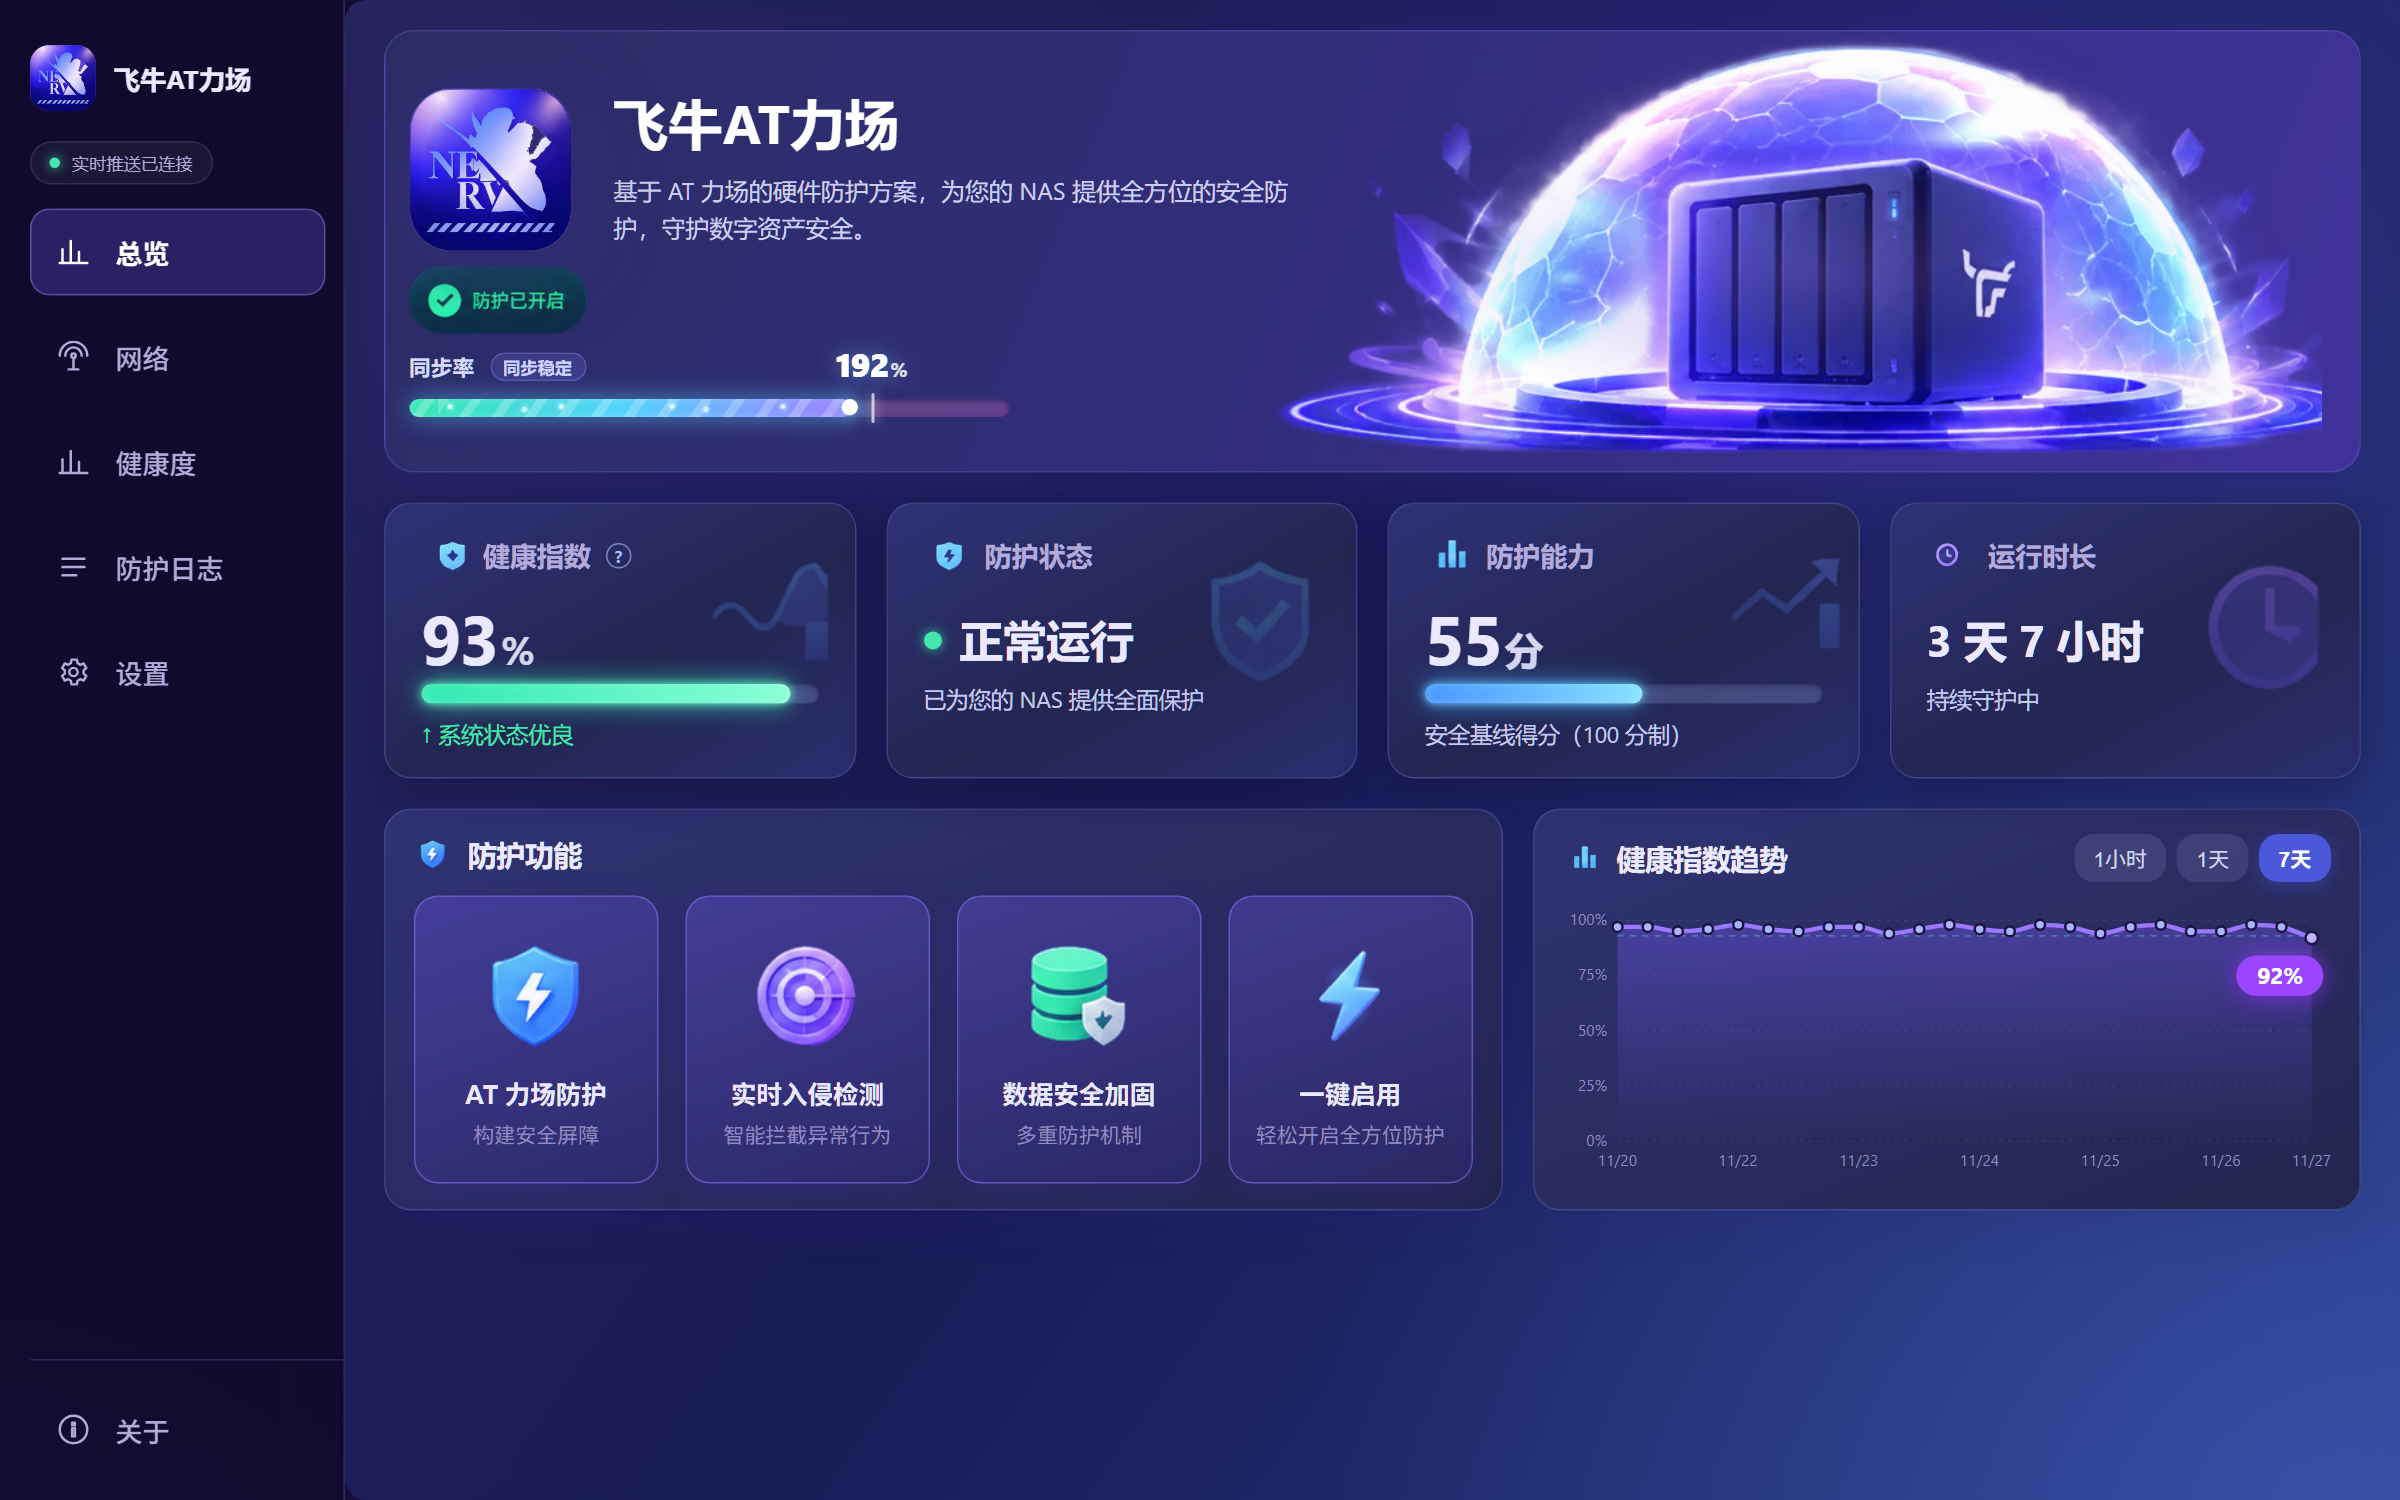 NERV
飞牛AT力场
实时推送已连接
总览
网络
健康度
防护日志
设置
关于
NERV
飞牛AT力场
基于 AT 力场的硬件防护方案，为您的 NAS 提供全方位的安全防
护，守护数字资产安全。
防护已开启
同步率 同步稳定 192%
健康指数 ?
93%
↑ 系统状态优良
防护状态
正常运行
已为您的 NAS 提供全面保护
防护能力
55分
安全基线得分（100 分制）
运行时长
3 天 7 小时
持续守护中
防护功能
AT 力场防护
构建安全屏障
实时入侵检测
智能拦截异常行为
数据安全加固
多重防护机制
一键启用
轻松开启全方位防护
健康指数趋势
1小时 1天 7天
100%
75%
50%
25%
0%
92%
11/20 11/22 11/23 11/24 11/25 11/26 11/27